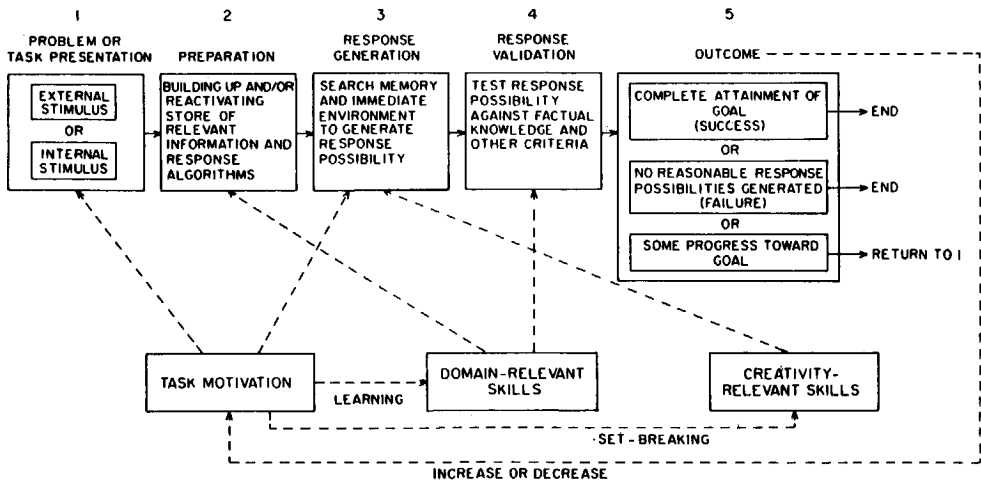 1
2
3
4
5
PROBLEM OR
TASK PRESENTATION
PREPARATION
RESPONSE
GENERATION
RESPONSE
VALIDATION
OUTCOME
EXTERNAL
STIMULUS
OR
INTERNAL
STIMULUS
BUILDING UP AND/OR
REACTIVATING
STORE OF
RELEVANT
INFORMATION AND
RESPONSE
ALGORITHMS
SEARCH MEMORY
AND IMMEDIATE
ENVIRONMENT
TO GENERATE
RESPONSE
POSSIBILITY
TEST RESPONSE
POSSIBILITY
AGAINST FACTUAL
KNOWLEDGE AND
OTHER CRITERIA
COMPLETE ATTAINMENT OF
GOAL
(SUCCESS)
END
OR
NO REASONABLE RESPONSE
POSSIBILITIES GENERATED
(FAILURE)
END
OR
SOME PROGRESS TOWARD
GOAL
RETURN TO 1
TASK MOTIVATION
LEARNING
DOMAIN-RELEVANT
SKILLS
CREATIVITY-
RELEVANT SKILLS
SET-BREAKING
INCREASE OR DECREASE